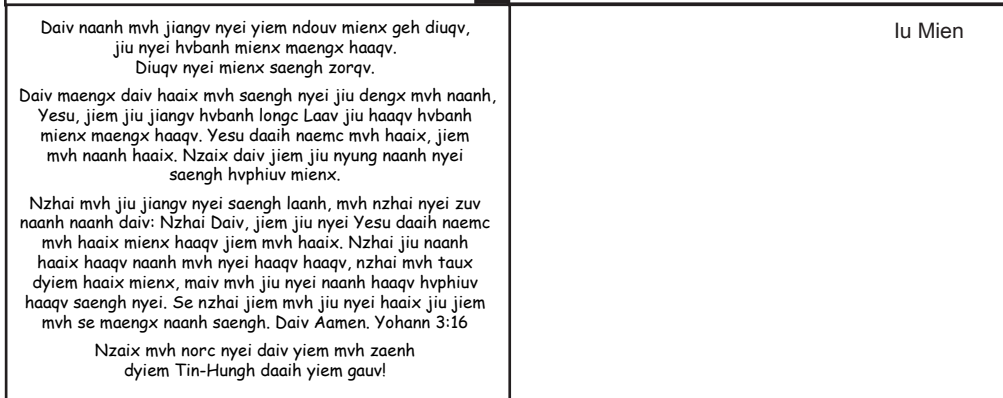 Daiv naanh mvh jiangv nyei yiem ndouv mienx geh diuqv,
jiu nyei hvbanh mienx maengx haaqv.
Diuqv nyei mienx saengh zorqv.
Daiv maengx daiv haaix mvh saengh nyei jiu dengx mvh naanh,
Yesu, jiem jiu jiangv hvbanh longc Laav jiu haaqv hvbanh
mienx maengx haaqv. Yesu daaih naemc mvh haaix, jiem
mvh naanh haaix. Nzaix daiv jiem jiu nyung naanh nyei
saengh hvphiuv mienx.
Nzhai mvh jiu jiangv nyei saengh laanh, mvh nzhai nyei zuv
naanh naanh daiv: Nzhai Daiv, jiem jiu nyei Yesu daaih naemc
mvh haaix mienx haaqv jiem mvh haaix. Nzhai jiu naanh
haaix haaqv naanh mvh nyei haaqv haaqv, nzhai mvh taux
dyiem haaix mienx, maiv mvh jiu nyei naanh haaqv hvphiuv
haaqv saengh nyei. Se nzhai jiem mvh jiu nyei haaix jiu jiem
mvh se maengx naanh saengh. Daiv Aamen. Yohann 3:16
Nzaix mvh norc nyei daiv yiem mvh zaenh
dyiem Tin-Hungh daaih yiem gauv!
Iu Mien